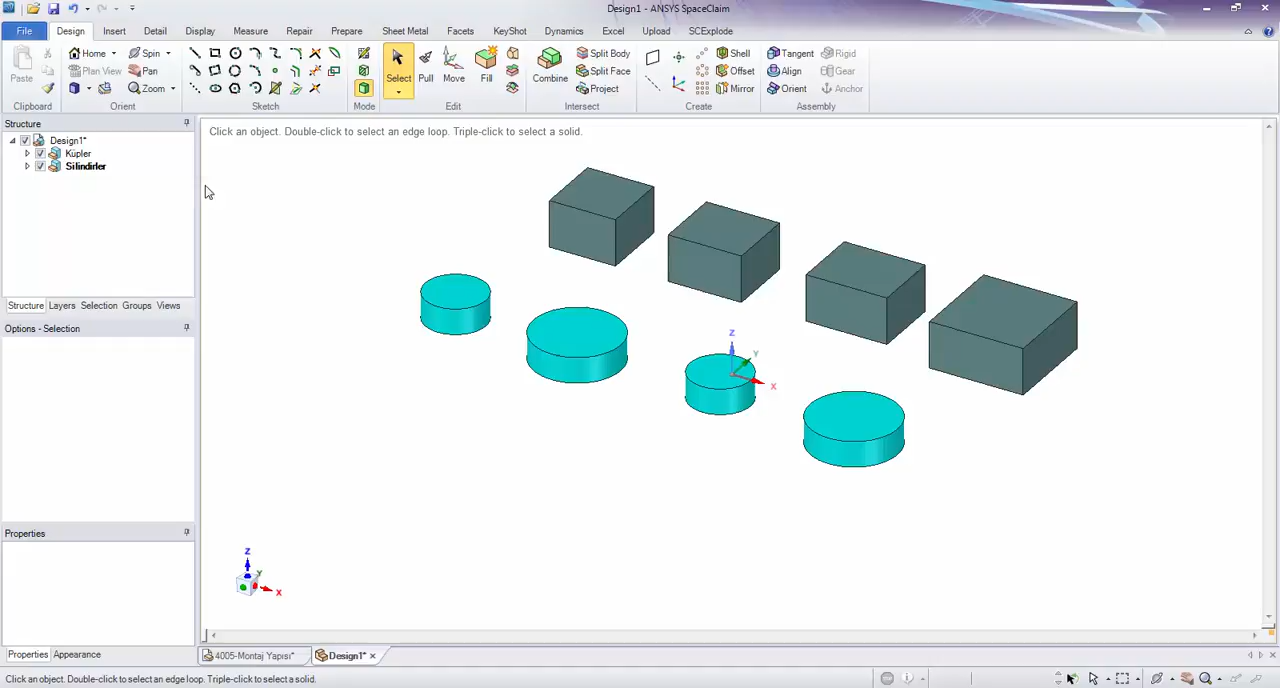 Design1 - ANSYS SpaceClaim
File Design Insert Detail Display Measure Repair Prepare Sheet Metal Facets KeyShot Dynamics Excel Upload SCExplode
Paste
Clipboard
Home Spin
Plan View Pan
Zoom
Orient
Sketch
Mode
Select Pull Move Fill
Edit
Combine
Split Body
Split Face
Project
Intersect
Shell
Offset
Mirror
Create
Tangent Rigid
Align Gear
Orient Anchor
Assembly
Structure
Design1*
Küpler
Silindirler
Click an object. Double-click to select an edge loop. Triple-click to select a solid.
Z
Y
X
Structure Layers Selection Groups Views
Options - Selection
Properties
Z
Y
X
Properties Appearance
4005-Montaj Yapısı* Design1*
Click an object. Double-click to select an edge loop. Triple-click to select a solid.